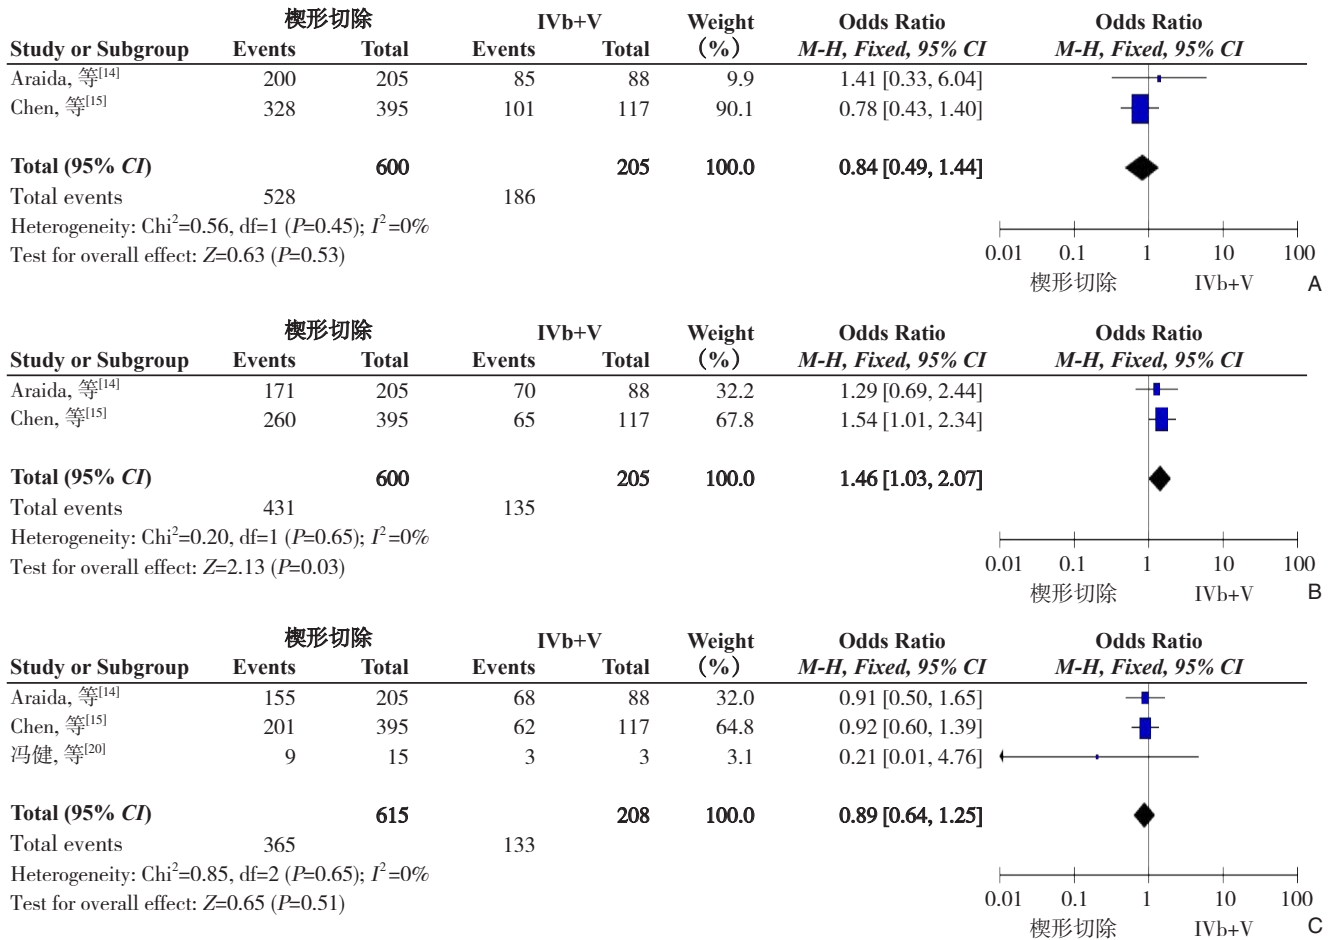 楔形切除 IVb+V Weight Odds Ratio Odds Ratio
Study or Subgroup Events Total Events Total （%） M-H, Fixed, 95% CI M-H, Fixed, 95% CI
Araida, 等[14] 200 205 85 88 9.9 1.41 [0.33, 6.04]
Chen, 等[15] 328 395 101 117 90.1 0.78 [0.43, 1.40]
Total (95% CI) 600 205 100.0 0.84 [0.49, 1.44]
Total events 528 186
Heterogeneity: Chi2=0.56, df=1 (P=0.45); I2=0%
Test for overall effect: Z=0.63 (P=0.53)
0.01 0.1 1 10 100
楔形切除 IVb+V A
楔形切除 IVb+V Weight Odds Ratio Odds Ratio
Study or Subgroup Events Total Events Total （%） M-H, Fixed, 95% CI M-H, Fixed, 95% CI
Araida, 等[14] 171 205 70 88 32.2 1.29 [0.69, 2.44]
Chen, 等[15] 260 395 65 117 67.8 1.54 [1.01, 2.34]
Total (95% CI) 600 205 100.0 1.46 [1.03, 2.07]
Total events 431 135
Heterogeneity: Chi2=0.20, df=1 (P=0.65); I2=0%
Test for overall effect: Z=2.13 (P=0.03)
0.01 0.1 1 10 100
楔形切除 IVb+V B
楔形切除 IVb+V Weight Odds Ratio Odds Ratio
Study or Subgroup Events Total Events Total （%） M-H, Fixed, 95% CI M-H, Fixed, 95% CI
Araida, 等[14] 155 205 68 88 32.0 0.91 [0.50, 1.65]
Chen, 等[15] 201 395 62 117 64.8 0.92 [0.60, 1.39]
冯健, 等[20] 9 15 3 3 3.1 0.21 [0.01, 4.76]
Total (95% CI) 615 208 100.0 0.89 [0.64, 1.25]
Total events 365 133
Heterogeneity: Chi2=0.85, df=2 (P=0.65); I2=0%
Test for overall effect: Z=0.65 (P=0.51)
0.01 0.1 1 10 100
楔形切除 IVb+V C